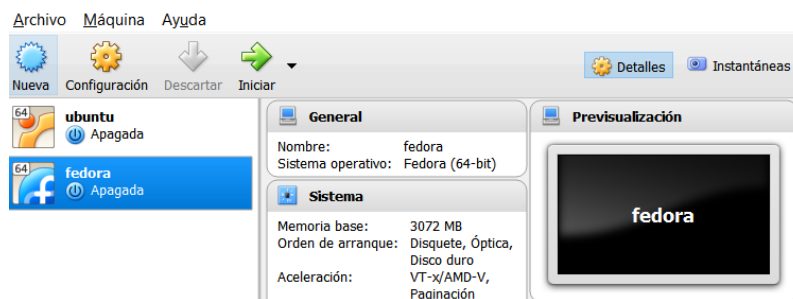 Archivo Máquina Ayuda
Nueva Configuración Descartar Iniciar
Detalles Instantáneas
64 ubuntu
Apagada
64 fedora
Apagada
General
Nombre: fedora
Sistema operativo: Fedora (64-bit)
Sistema
Memoria base: 3072 MB
Orden de arranque: Disquete, Óptica,
Disco duro
Aceleración: VT-x/AMD-V,
Paginación
Previsualización
fedora